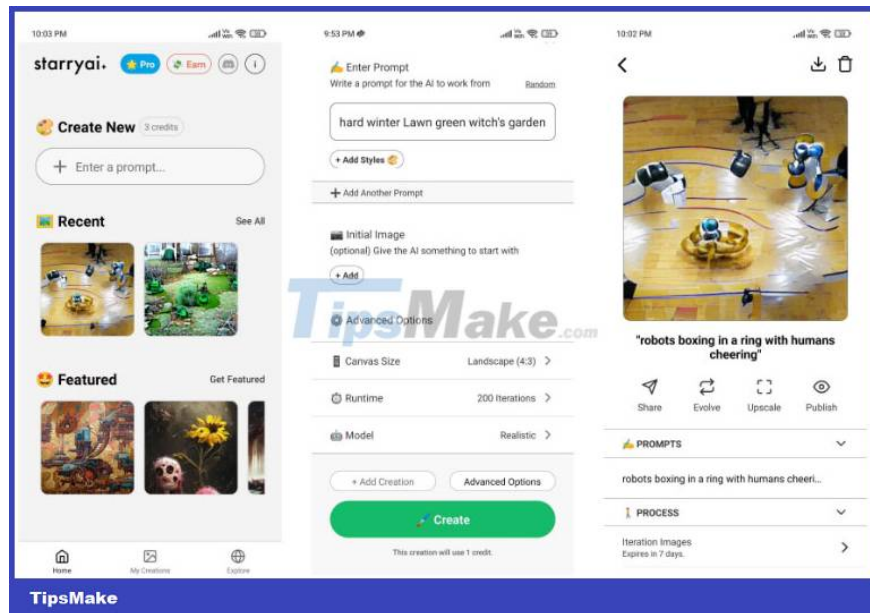 10:03 PM
starryai.
Pro
Earn
Create New
3 credits
+ Enter a prompt...
Recent
See All
Featured
Get Featured
Home
My Creations
Explore
9:53 PM
Enter Prompt
Write a prompt for the AI to work from
Random
hard winter Lawn green witch's garden
+ Add Styles
+ Add Another Prompt
Initial Image
(optional) Give the AI something to start with
+ Add
Advanced Options
Canvas Size
Landscape (4:3)
Runtime
200 Iterations
Model
Realistic
+ Add Creation
Advanced Options
Create
This creation will use 1 credit.
10:02 PM
"robots boxing in a ring with humans
cheering"
Share
Evolve
Upscale
Publish
PROMPTS
robots boxing in a ring with humans cheeri...
PROCESS
Iteration Images
Expires in 7 days.
TipsMake.com
TipsMake